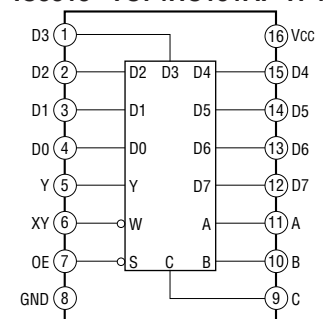 D3 1 16 Vcc
D2 2 D2 D3 D4 15 D4
D1 3 D1 D5 14 D5
D0 4 D0 D6 13 D6
Y 5 Y D7 12 D7
XY 6 W A 11 A
OE 7 S C B 10 B
GND 8 9 C